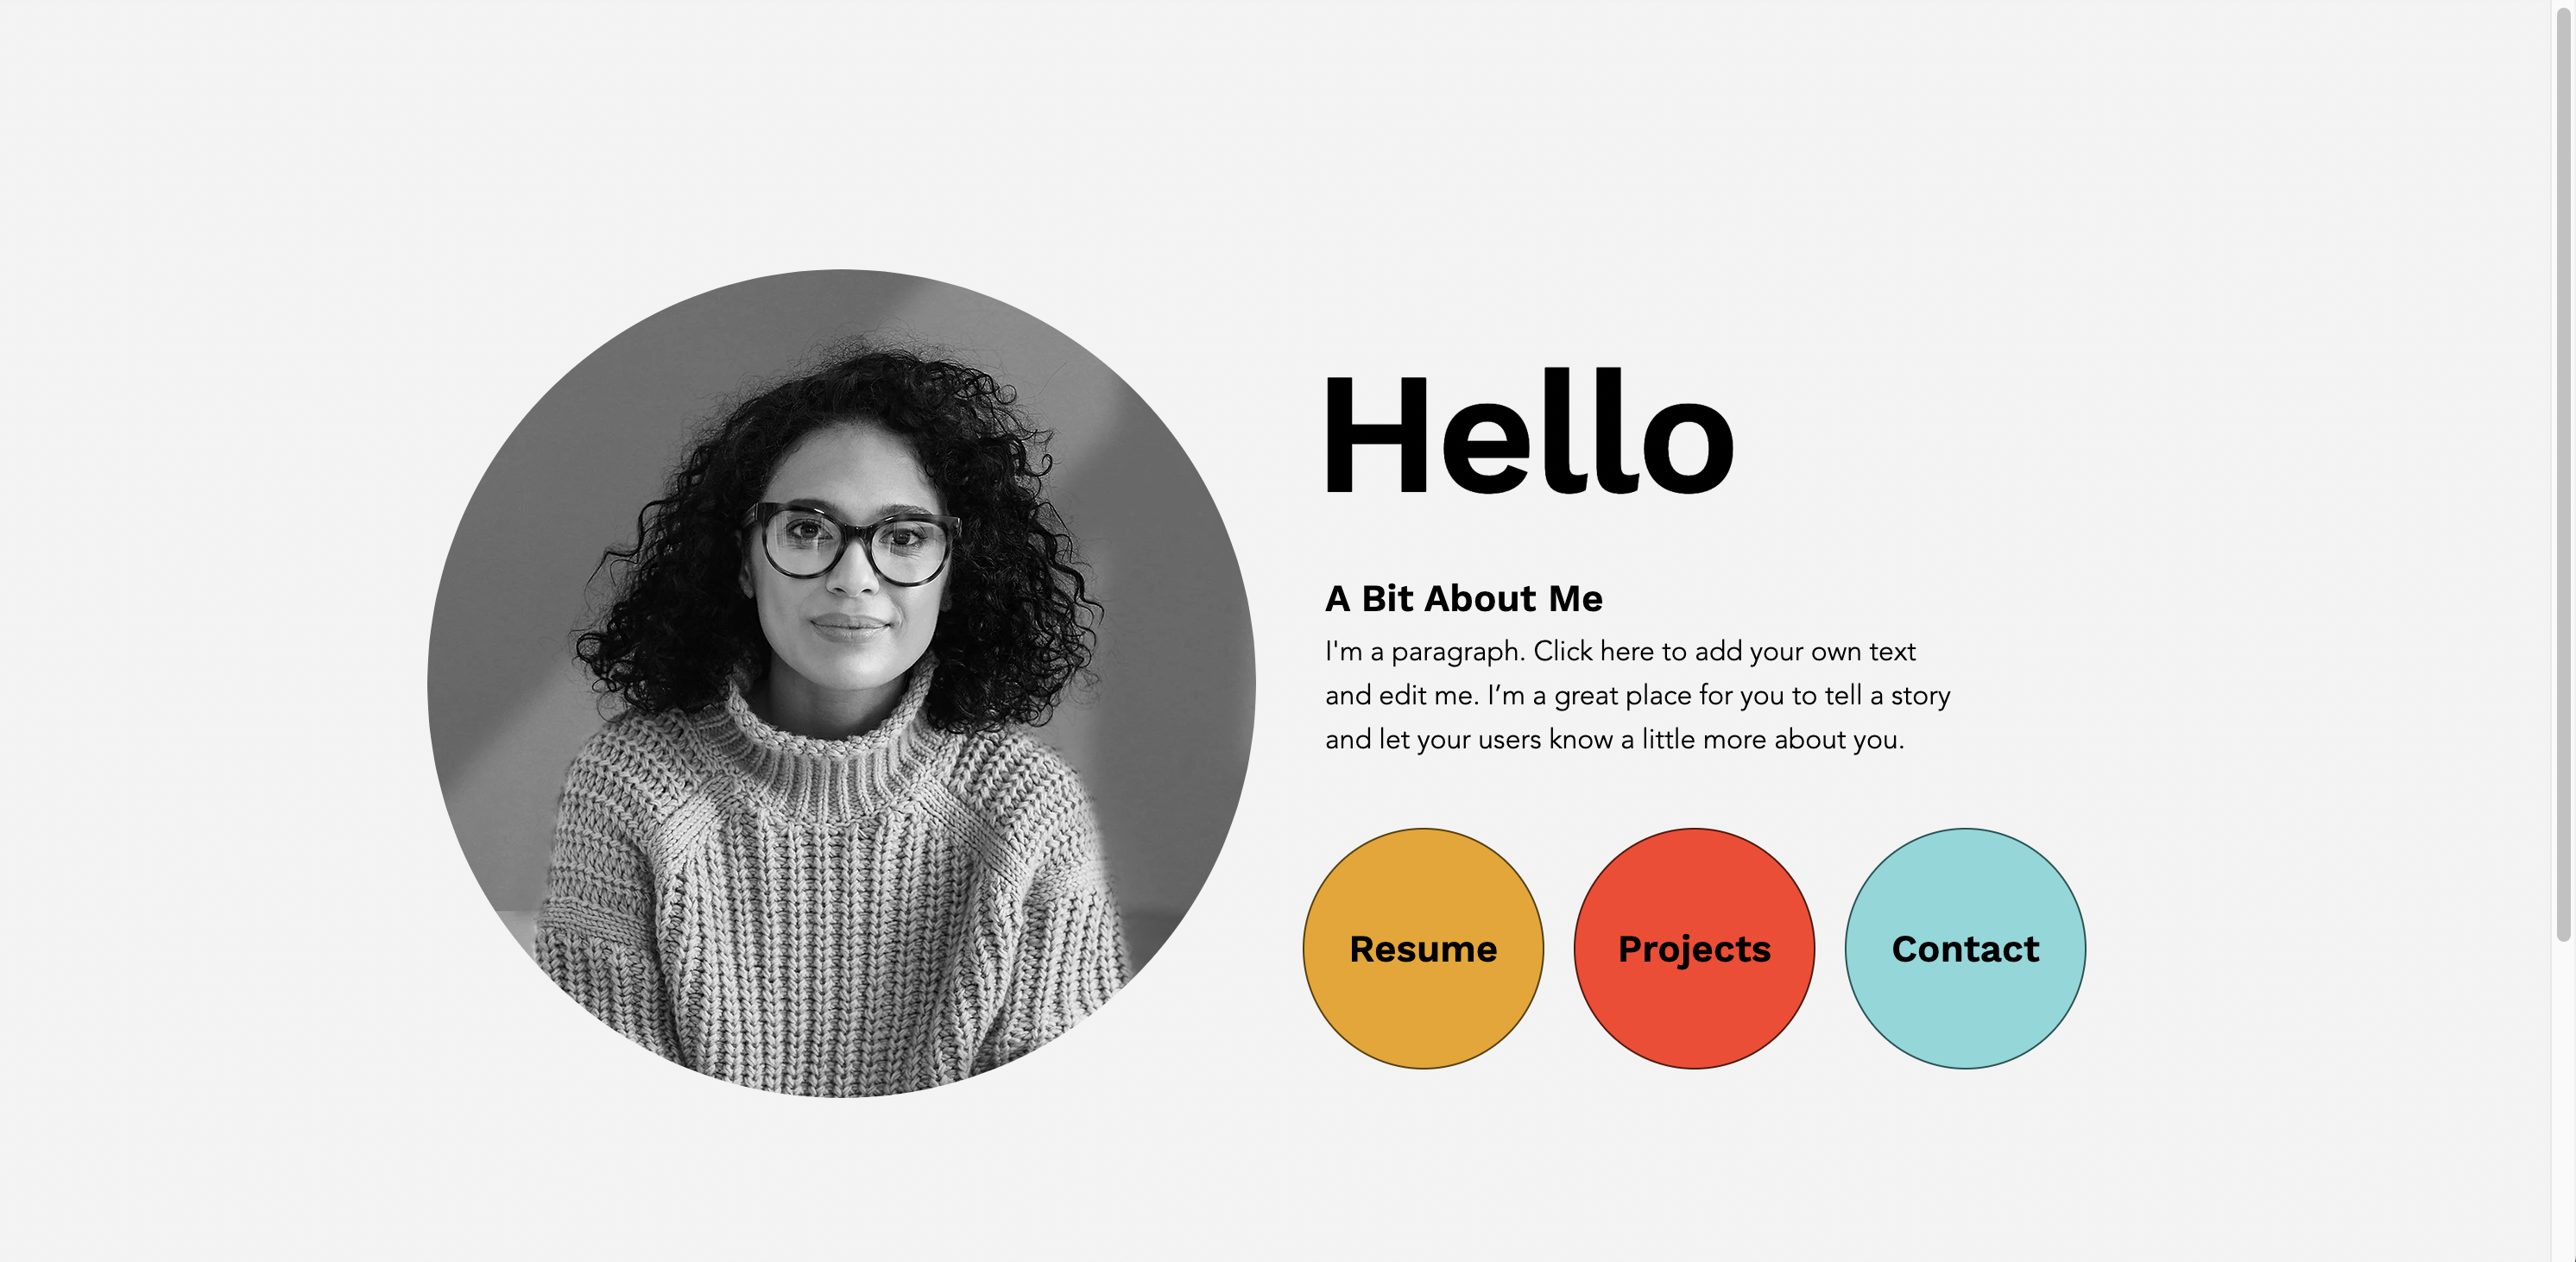 Hello
A Bit About Me
I'm a paragraph. Click here to add your own text
and edit me. I’m a great place for you to tell a story
and let your users know a little more about you.
Resume
Projects
Contact